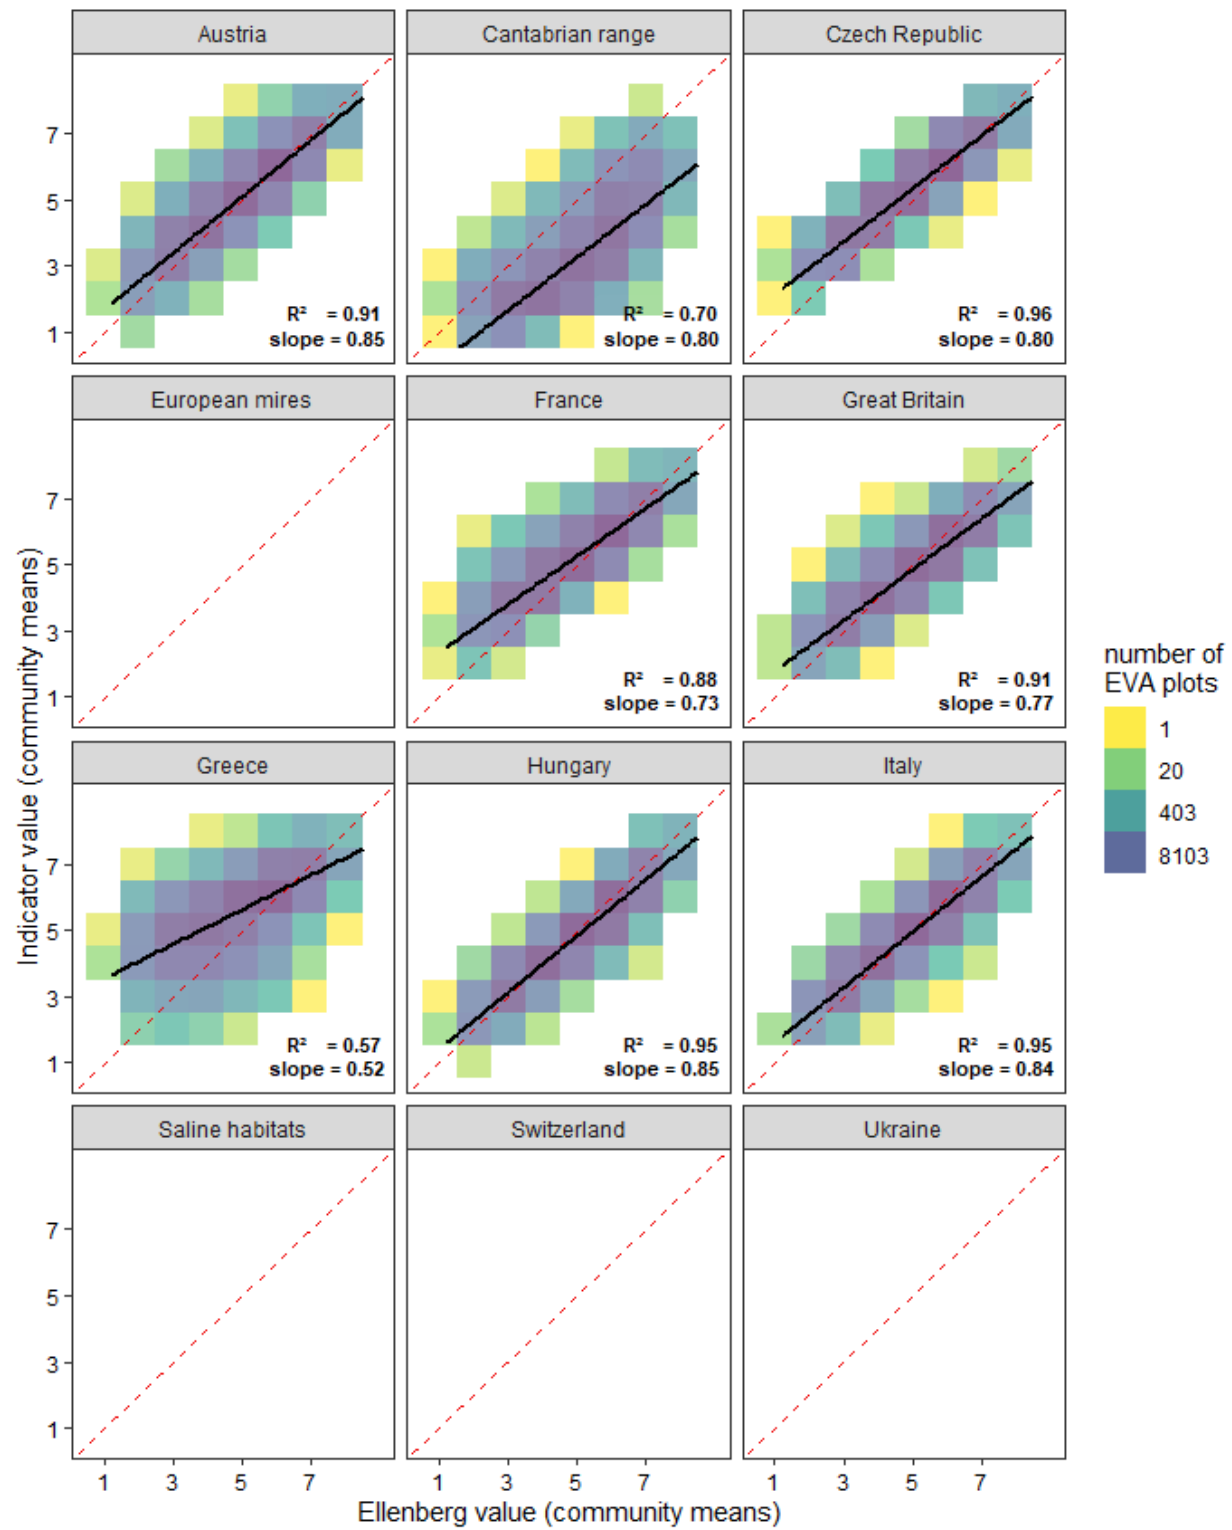 Austria
Cantabrian range
Czech Republic
7
5
3
1
R² = 0.91
slope = 0.85
R² = 0.70
slope = 0.80
R² = 0.96
slope = 0.80
European mires
France
Great Britain
7
5
3
1
R² = 0.88
slope = 0.73
R² = 0.91
slope = 0.77
Indicator value (community means)
number of
EVA plots
1
20
403
8103
Greece
Hungary
Italy
7
5
3
1
R² = 0.57
slope = 0.52
R² = 0.95
slope = 0.85
R² = 0.95
slope = 0.84
Saline habitats
Switzerland
Ukraine
7
5
3
1
1 3 5 7
1 3 5 7
1 3 5 7
Ellenberg value (community means)